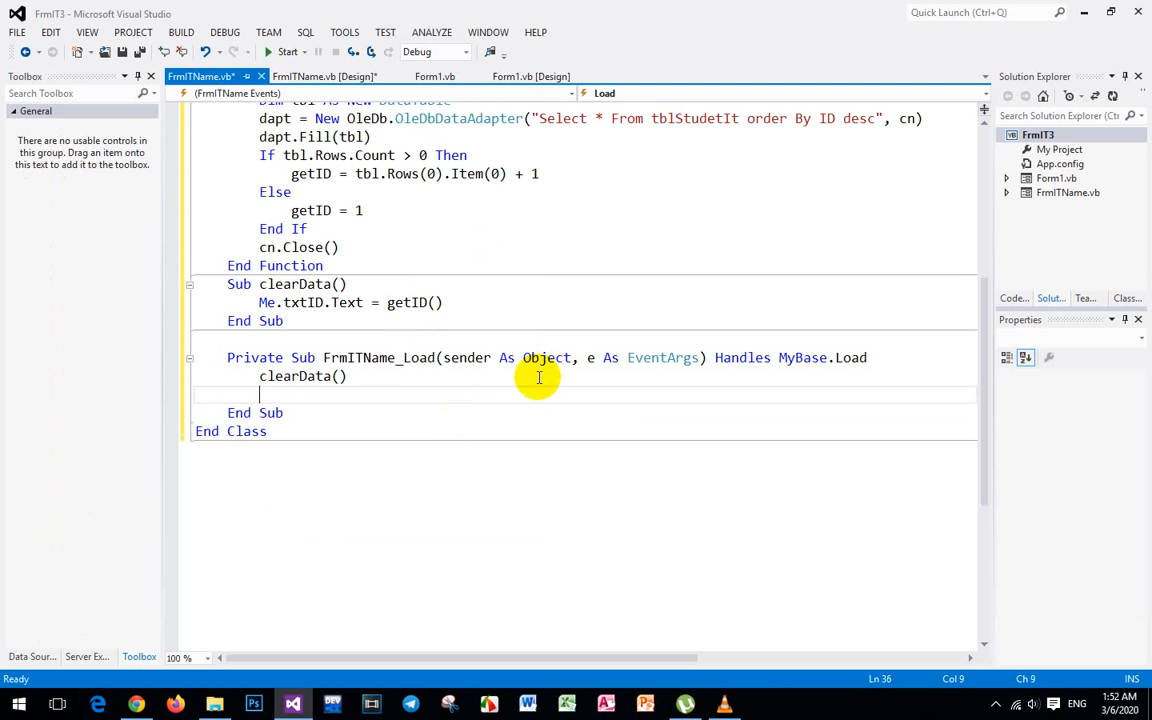 FrmIT3 - Microsoft Visual Studio
Quick Launch (Ctrl+Q)
FILE EDIT VIEW PROJECT BUILD DEBUG TEAM SQL TOOLS TEST ANALYZE WINDOW HELP
Start Debug
Toolbox
FrmITName.vb* FrmITName.vb [Design]* Form1.vb Form1.vb [Design]
Solution Explorer
Search Toolbox
(FrmITName Events) Load
General
There are no usable controls in
this group. Drag an item onto
this text to add it to the toolbox.
Dim tbl As New DataTable
dapt = New OleDb.OleDbDataAdapter("Select * From tblStudetIt order By ID desc", cn)
dapt.Fill(tbl)
If tbl.Rows.Count > 0 Then
getID = tbl.Rows(0).Item(0) + 1
Else
getID = 1
End If
cn.Close()
End Function
Sub clearData()
Me.txtID.Text = getID()
End Sub
Private Sub FrmITName_Load(sender As Object, e As EventArgs) Handles MyBase.Load
clearData()
End Sub
End Class
Search Solution Explorer (Ctrl+;)
FrmIT3
My Project
App.config
Form1.vb
FrmITName.vb
Code... Solut... Tea... Class...
Properties
Data Sour... Server Ex... Toolbox
100 %
Ready Ln 36 Col 9 Ch 9 INS
ENG
1:52 AM
3/6/2020